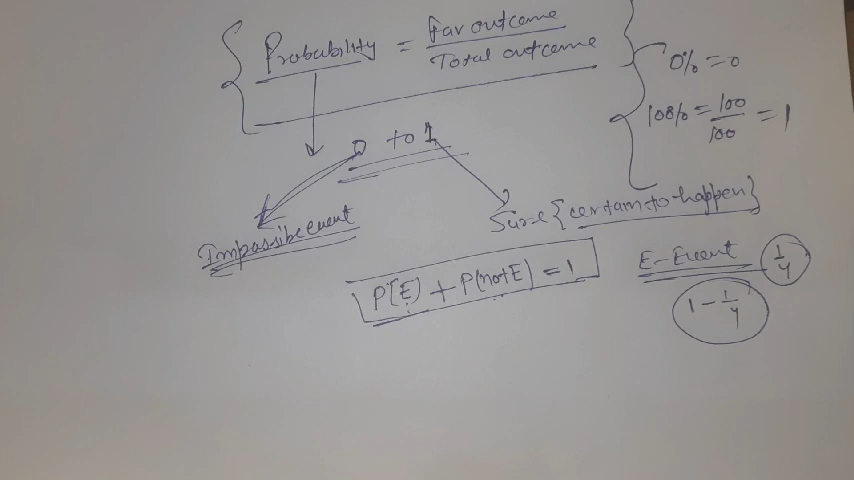 Probability = Fav outcome
Total outcome
0% = 0
100% = 100
100
= 1
0 to 1
Impossible event
Sure {certain to happen}
E - Event
1/4
P[E) + P(not E) = 1
1 - 1/4